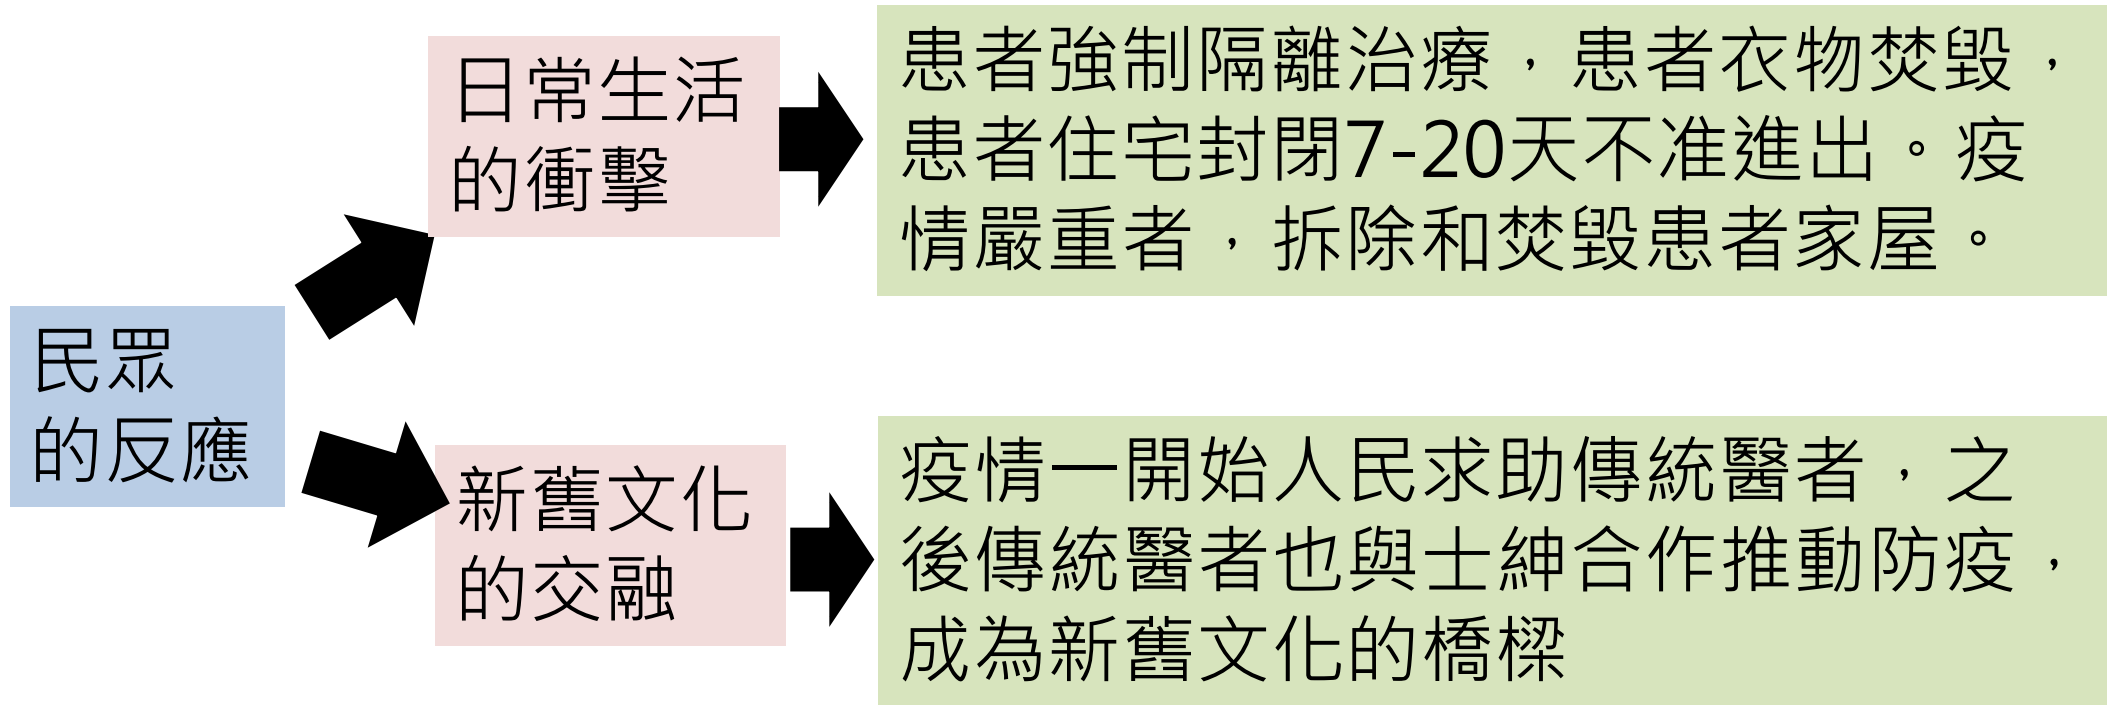 民眾
的反應
日常生活
的衝擊
患者強制隔離治療，患者衣物焚毀，
患者住宅封閉7-20天不准進出。疫
情嚴重者，拆除和焚毀患者家屋。
新舊文化
的交融
疫情一開始人民求助傳統醫者，之
後傳統醫者也與士紳合作推動防疫，
成為新舊文化的橋樑